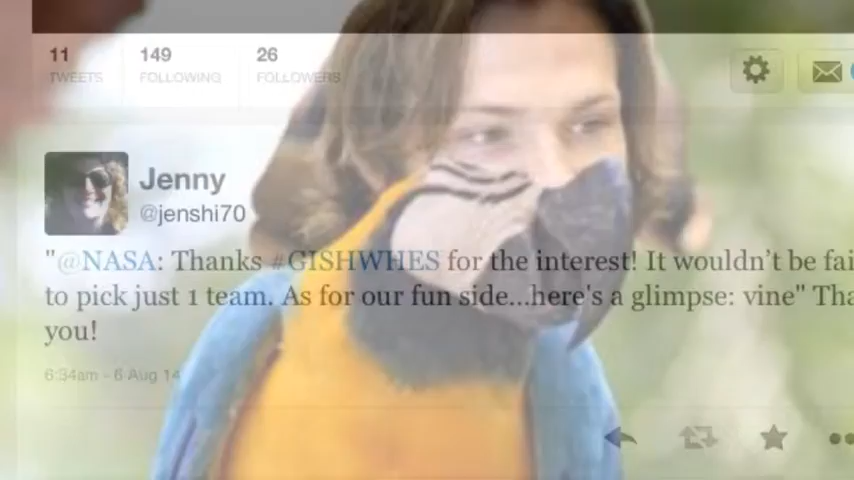 11 149 26
TWEETS FOLLOWING FOLLOWERS
Jenny
@jenshi70
"@NASA: Thanks #GISHWHES for the interest! It wouldn't be fai
to pick just 1 team. As for our fun side...here's a glimpse: vine" Tha
you!
6:34am - 6 Aug 14